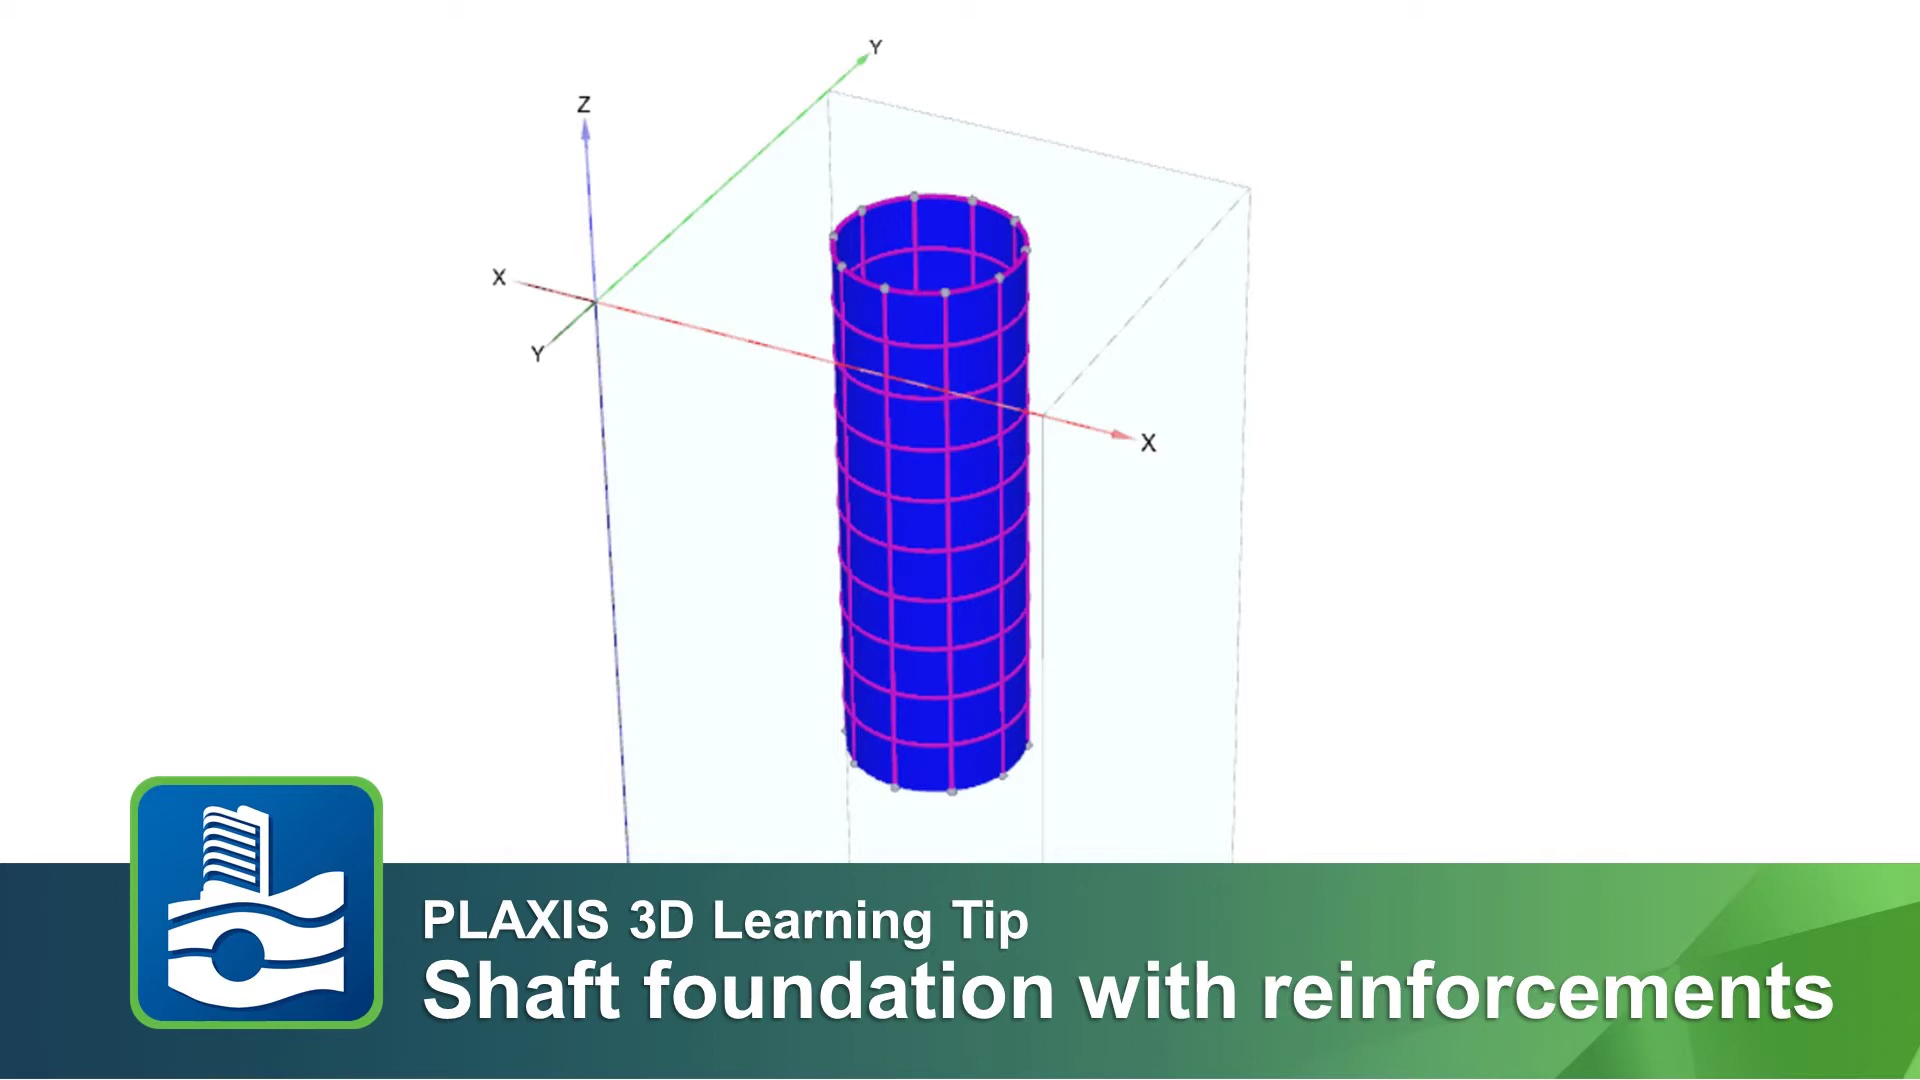 Y
Z
X
Y
X
PLAXIS 3D Learning Tip
Shaft foundation with reinforcements